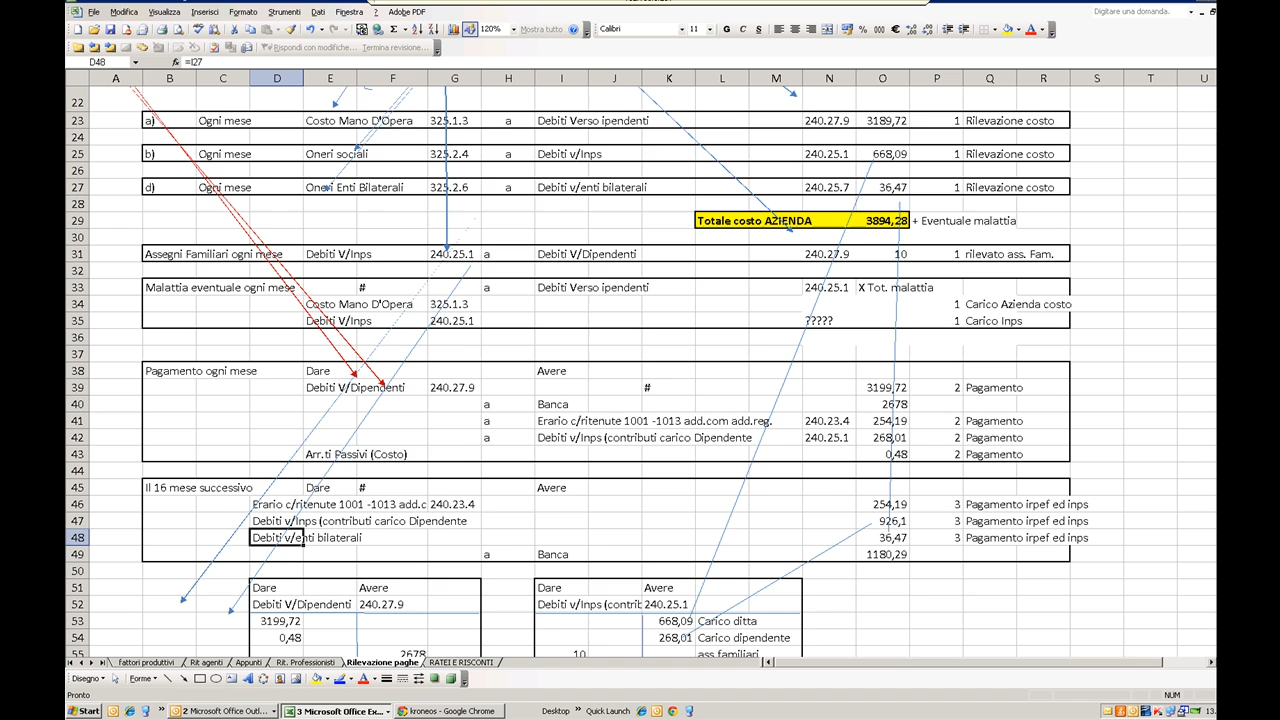 File Modifica Visualizza Inserisci Formato Strumenti Dati Finestra ? Adobe PDF Digitare una domanda.
120% Mostra tutto Calibri 11 G C S
Rispondi con modifiche... Termina revisione...
D48 fx =I27
A B C D E F G H I J K L M N O P Q R S T U
22
23 a) Ogni mese Costo Mano D'Opera 325.1.3 a Debiti Verso ipendenti 240.27.9 3189,72 1 Rilevazione costo
24
25 b) Ogni mese Oneri sociali 325.2.4 a Debiti v/Inps 240.25.1 668,09 1 Rilevazione costo
26
27 d) Ogni mese Oneri Enti Bilaterali 325.2.6 a Debiti v/enti bilaterali 240.25.7 36,47 1 Rilevazione costo
28
29 Totale costo AZIENDA 3894,28 + Eventuale malattia
30
31 Assegni Familiari ogni mese Debiti V/Inps 240.25.1 a Debiti V/Dipendenti 240.27.9 10 1 rilevato ass. Fam.
32
33 Malattia eventuale ogni mese # a Debiti Verso ipendenti 240.25.1 X Tot. malattia
34 Costo Mano D'Opera 325.1.3 1 Carico Azienda costo
35 Debiti V/Inps 240.25.1 ????? 1 Carico Inps
36
37
38 Pagamento ogni mese Dare Avere
39 Debiti V/Dipendenti 240.27.9 # 3199,72 2 Pagamento
40 a Banca 2678
41 a Erario c/ritenute 1001 -1013 add.com add.reg. 240.23.4 254,19 2 Pagamento
42 a Debiti v/Inps (contributi carico Dipendente 240.25.1 268,01 2 Pagamento
43 Arr.ti Passivi (Costo) 0,48 2 Pagamento
44
45 Il 16 mese successivo Dare # Avere
46 Erario c/ritenute 1001 -1013 add.c 240.23.4 254,19 3 Pagamento irpef ed inps
47 Debiti v/Inps (contributi carico Dipendente 926,1 3 Pagamento irpef ed inps
48 Debiti v/enti bilaterali 36,47 3 Pagamento irpef ed inps
49 a Banca 1180,29
50
51 Dare Avere Dare Avere
52 Debiti V/Dipendenti 240.27.9 Debiti v/Inps (contrib 240.25.1
53 3199,72 668,09 Carico ditta
54 0,48 268,01 Carico dipendente
55 2678 10 ass familiari
fattori produttivi Rit agenti Appunti Rit. Professionisti Rilevazione paghe RATEI E RISCONTI
Disegno Forme
Pronto NUM
Start 2 Microsoft Office Outl... 3 Microsoft Office Ex... kroneos - Google Chrome Desktop Quick Launch 13.